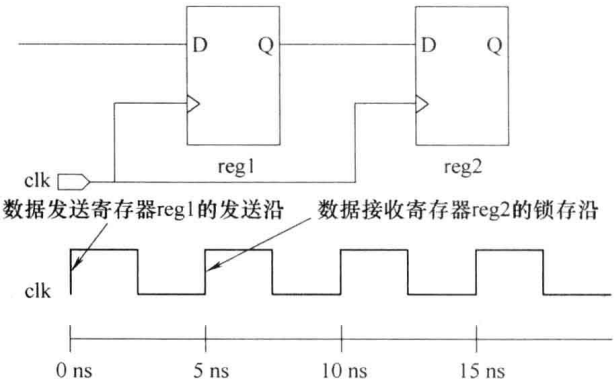 D Q D Q
reg1 reg2
clk
数据发送寄存器reg1的发送沿 数据接收寄存器reg2的锁存沿
clk
0 ns 5 ns 10 ns 15 ns